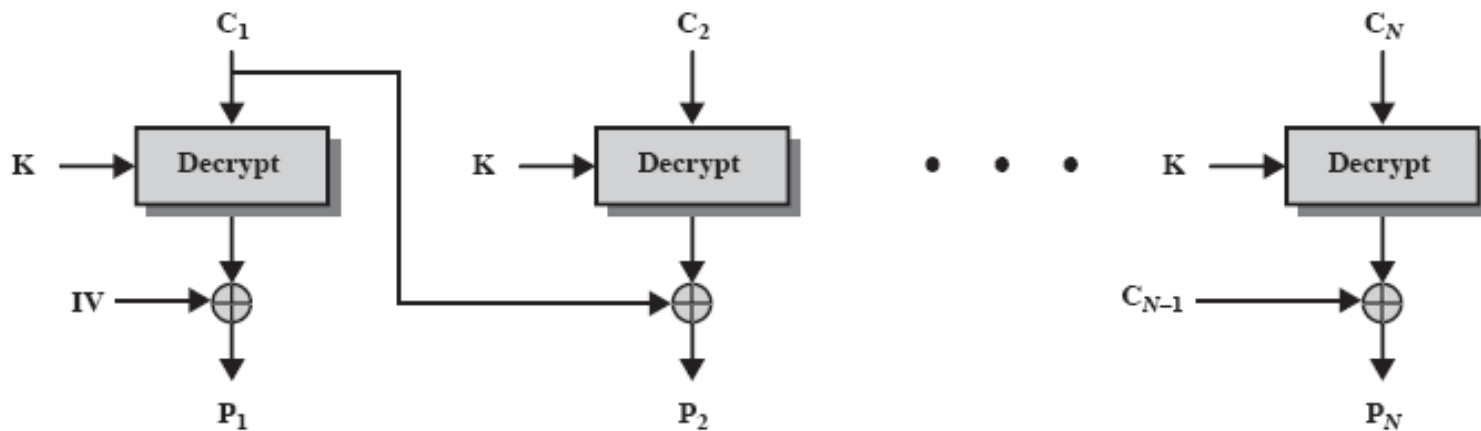 C1 C2 CN
K Decrypt K Decrypt K Decrypt
IV CN–1
P1 P2 PN